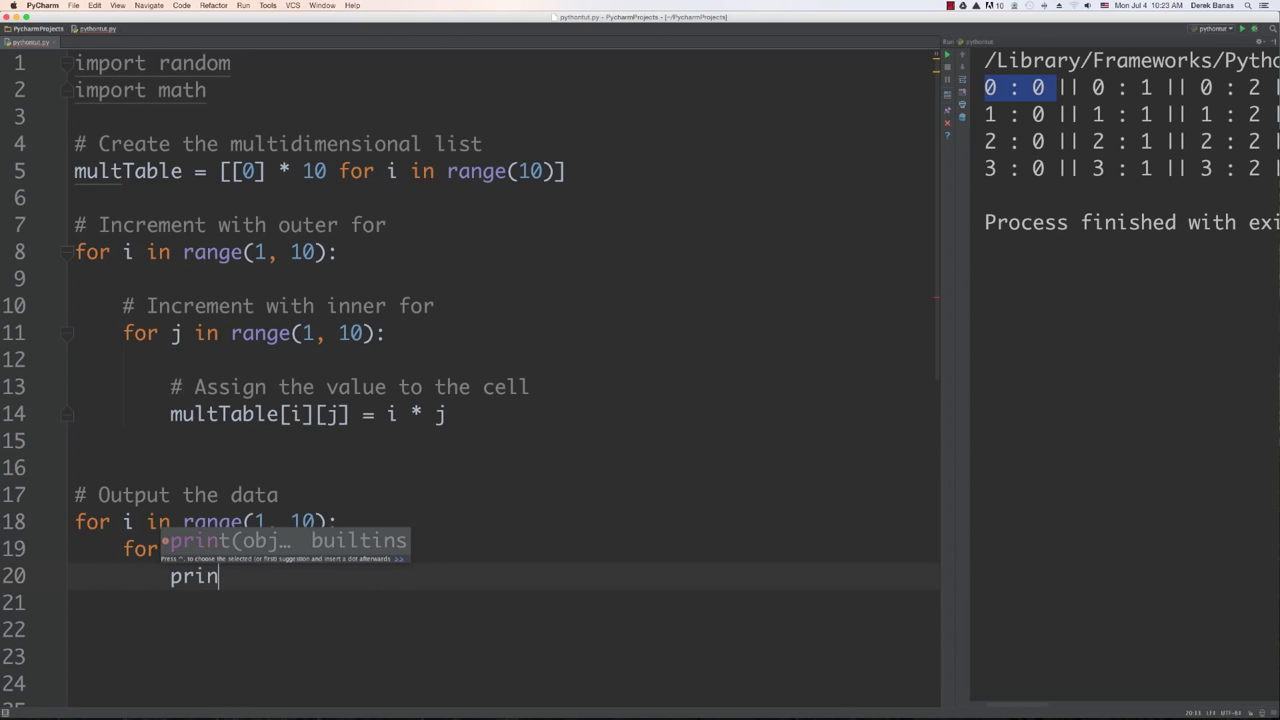 PyCharm File Edit View Navigate Code Refactor Run Tools VCS Window Help 10 Mon Jul 4 10:23 AM Derek Banas
pythontut.py - PycharmProjects - [~/PycharmProjects]
PycharmProjects pythontut.py pythontut
pythontut.py Run: pythontut
1 import random
2 import math
3
4 # Create the multidimensional list
5 multTable = [[0] * 10 for i in range(10)]
6
7 # Increment with outer for
8 for i in range(1, 10):
9
10 # Increment with inner for
11 for j in range(1, 10):
12
13 # Assign the value to the cell
14 multTable[i][j] = i * j
15
16
17 # Output the data
18 for i in range(1, 10):
19 for
print(obj… builtins
Press ^. to choose the selected (or first) suggestion and insert a dot afterwards >>
20 prin
21
22
23
24
/Library/Frameworks/Pytho
0 : 0 || 0 : 1 || 0 : 2 |
1 : 0 || 1 : 1 || 1 : 2 |
2 : 0 || 2 : 1 || 2 : 2 |
3 : 0 || 3 : 1 || 3 : 2 |
Process finished with exi
20:13 LF‡ UTF-8‡